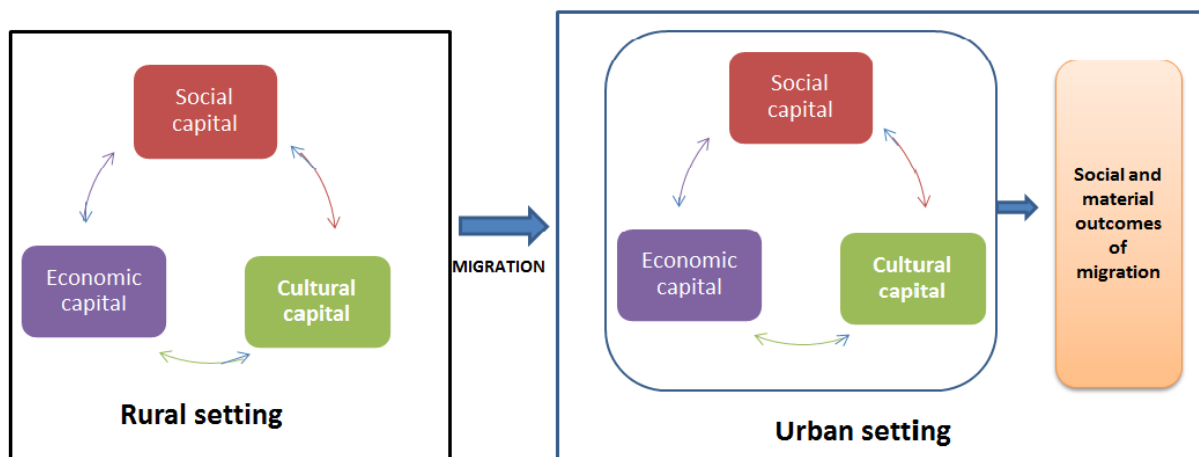 Social
capital
Economic
capital
Cultural
capital
Rural setting
MIGRATION
Social
capital
Economic
capital
Cultural
capital
Urban setting
Social and
material
outcomes
of
migration